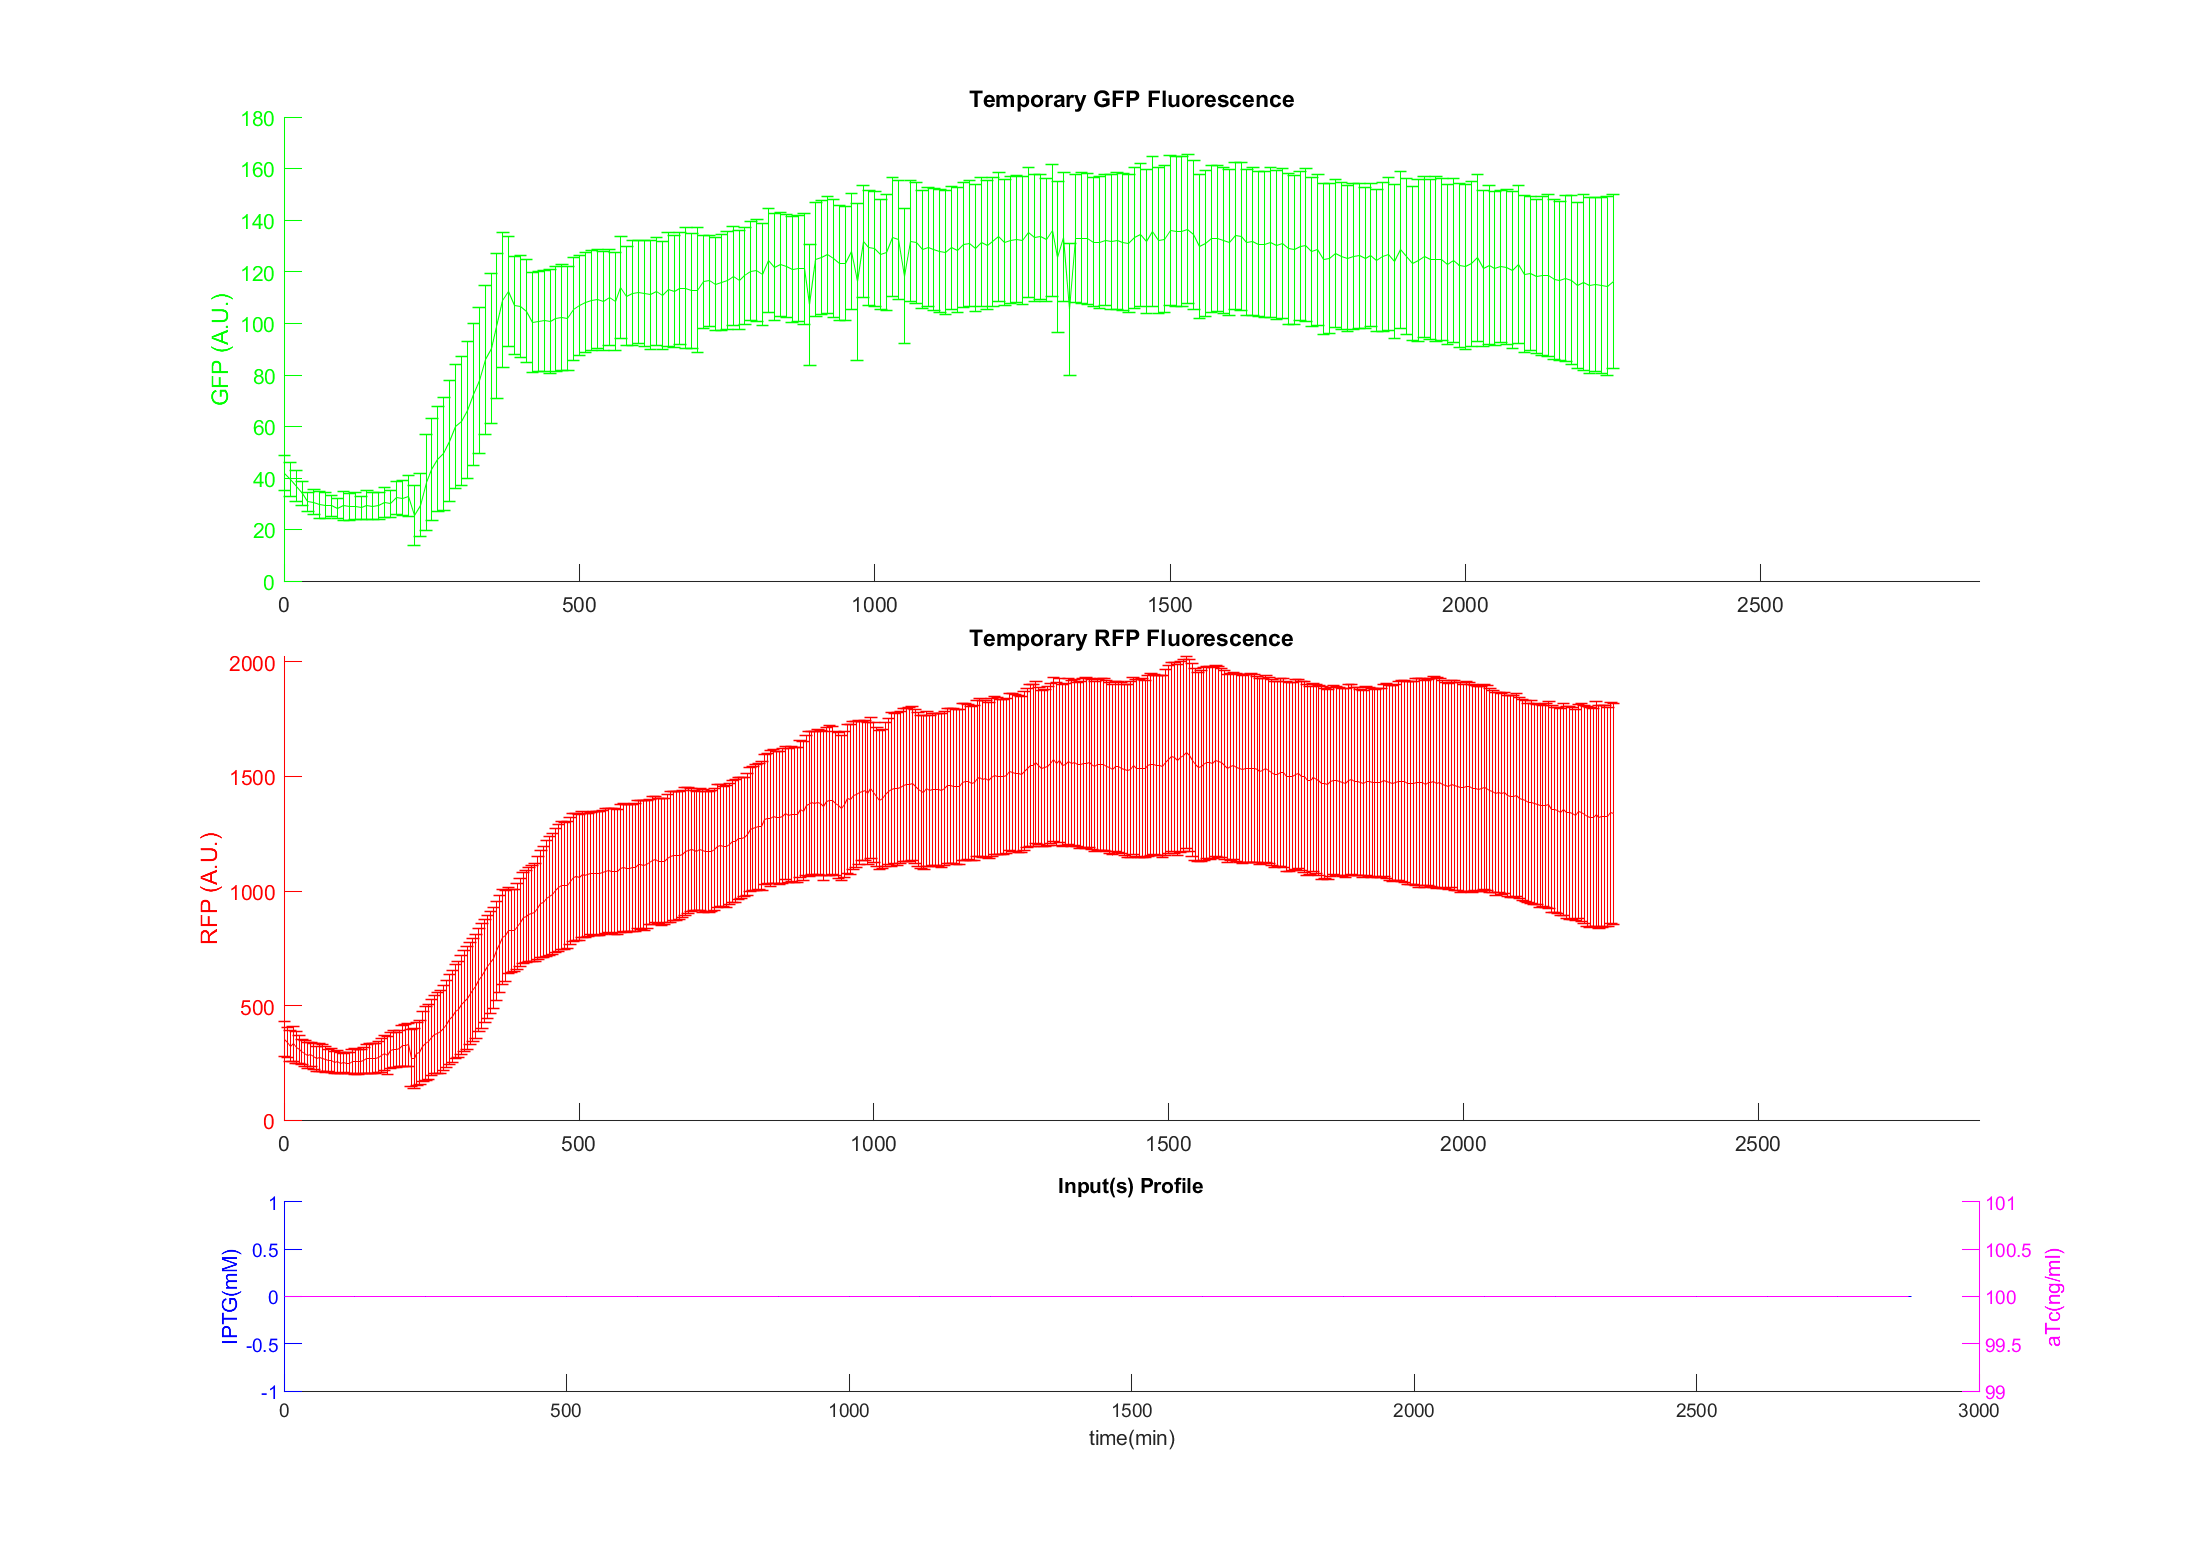 Temporary GFP Fluorescence
180
160
140
120
100
80
60
40
20
0
GFP (A.U.)
0 500 1000 1500 2000 2500
Temporary RFP Fluorescence
2000
1500
1000
500
0
RFP (A.U.)
0 500 1000 1500 2000 2500
Input(s) Profile
1
0.5
0
-0.5
-1
IPTG(mM)
101
100.5
100
99.5
99
aTc(ng/ml)
0 500 1000 1500 2000 2500 3000
time(min)